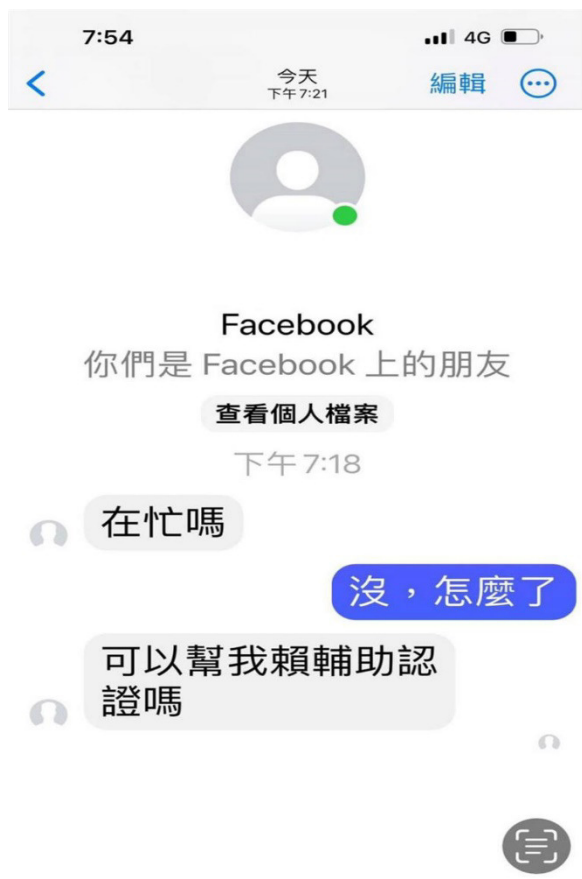 7:54
4G
今天
下午7:21
編輯
Facebook
你們是 Facebook 上的朋友
查看個人檔案
下午7:18
在忙嗎
沒，怎麼了
可以幫我賴輔助認
證嗎